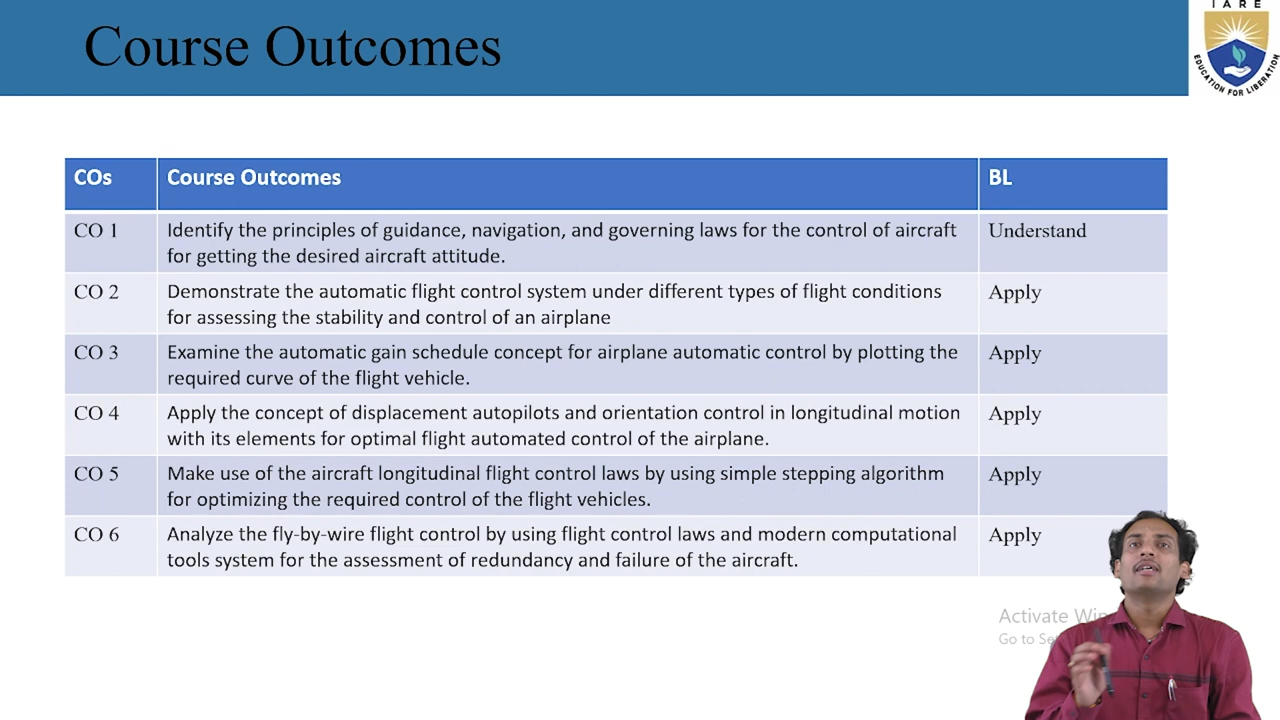 IARE
Course Outcomes
EDUCATION FOR LIBERATION
COs Course Outcomes BL
CO 1 Identify the principles of guidance, navigation, and governing laws for the control of aircraft Understand
for getting the desired aircraft attitude.
CO 2 Demonstrate the automatic flight control system under different types of flight conditions Apply
for assessing the stability and control of an airplane
CO 3 Examine the automatic gain schedule concept for airplane automatic control by plotting the Apply
required curve of the flight vehicle.
CO 4 Apply the concept of displacement autopilots and orientation control in longitudinal motion Apply
with its elements for optimal flight automated control of the airplane.
CO 5 Make use of the aircraft longitudinal flight control laws by using simple stepping algorithm Apply
for optimizing the required control of the flight vehicles.
CO 6 Analyze the fly-by-wire flight control by using flight control laws and modern computational Apply
tools system for the assessment of redundancy and failure of the aircraft.
Activate
Go to